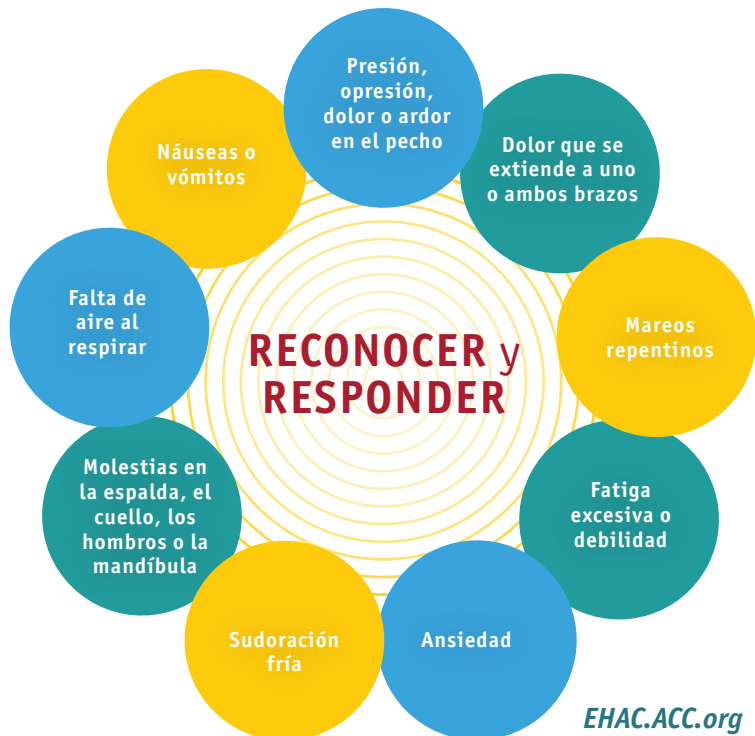 Presión,
opresión,
dolor o ardor
en el pecho
Dolor que se
extiende a uno
o ambos brazos
Mareos
repentinos
Fatiga
excesiva o
debilidad
Ansiedad
Sudoración
fría
Molestias en
la espalda, el
cuello, los
hombros o la
mandíbula
Falta de
aire al
respirar
Náuseas o
vómitos
RECONOCER y
RESPONDER
EHAC.ACC.org